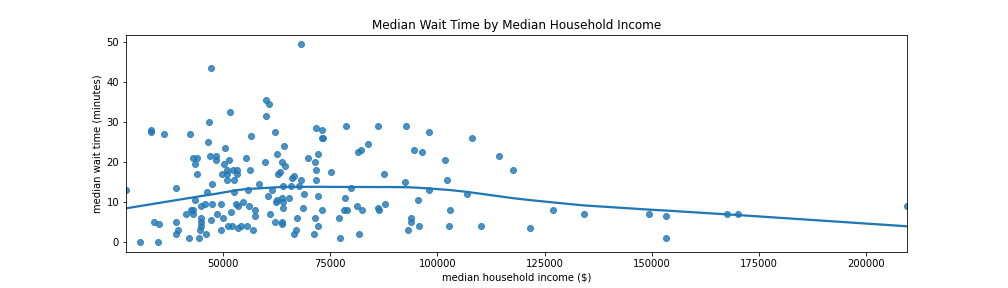 Median Wait Time by Median Household Income
50
40
30
20
10
0
median wait time (minutes)
50000 75000 100000 125000 150000 175000 200000
median household income ($)